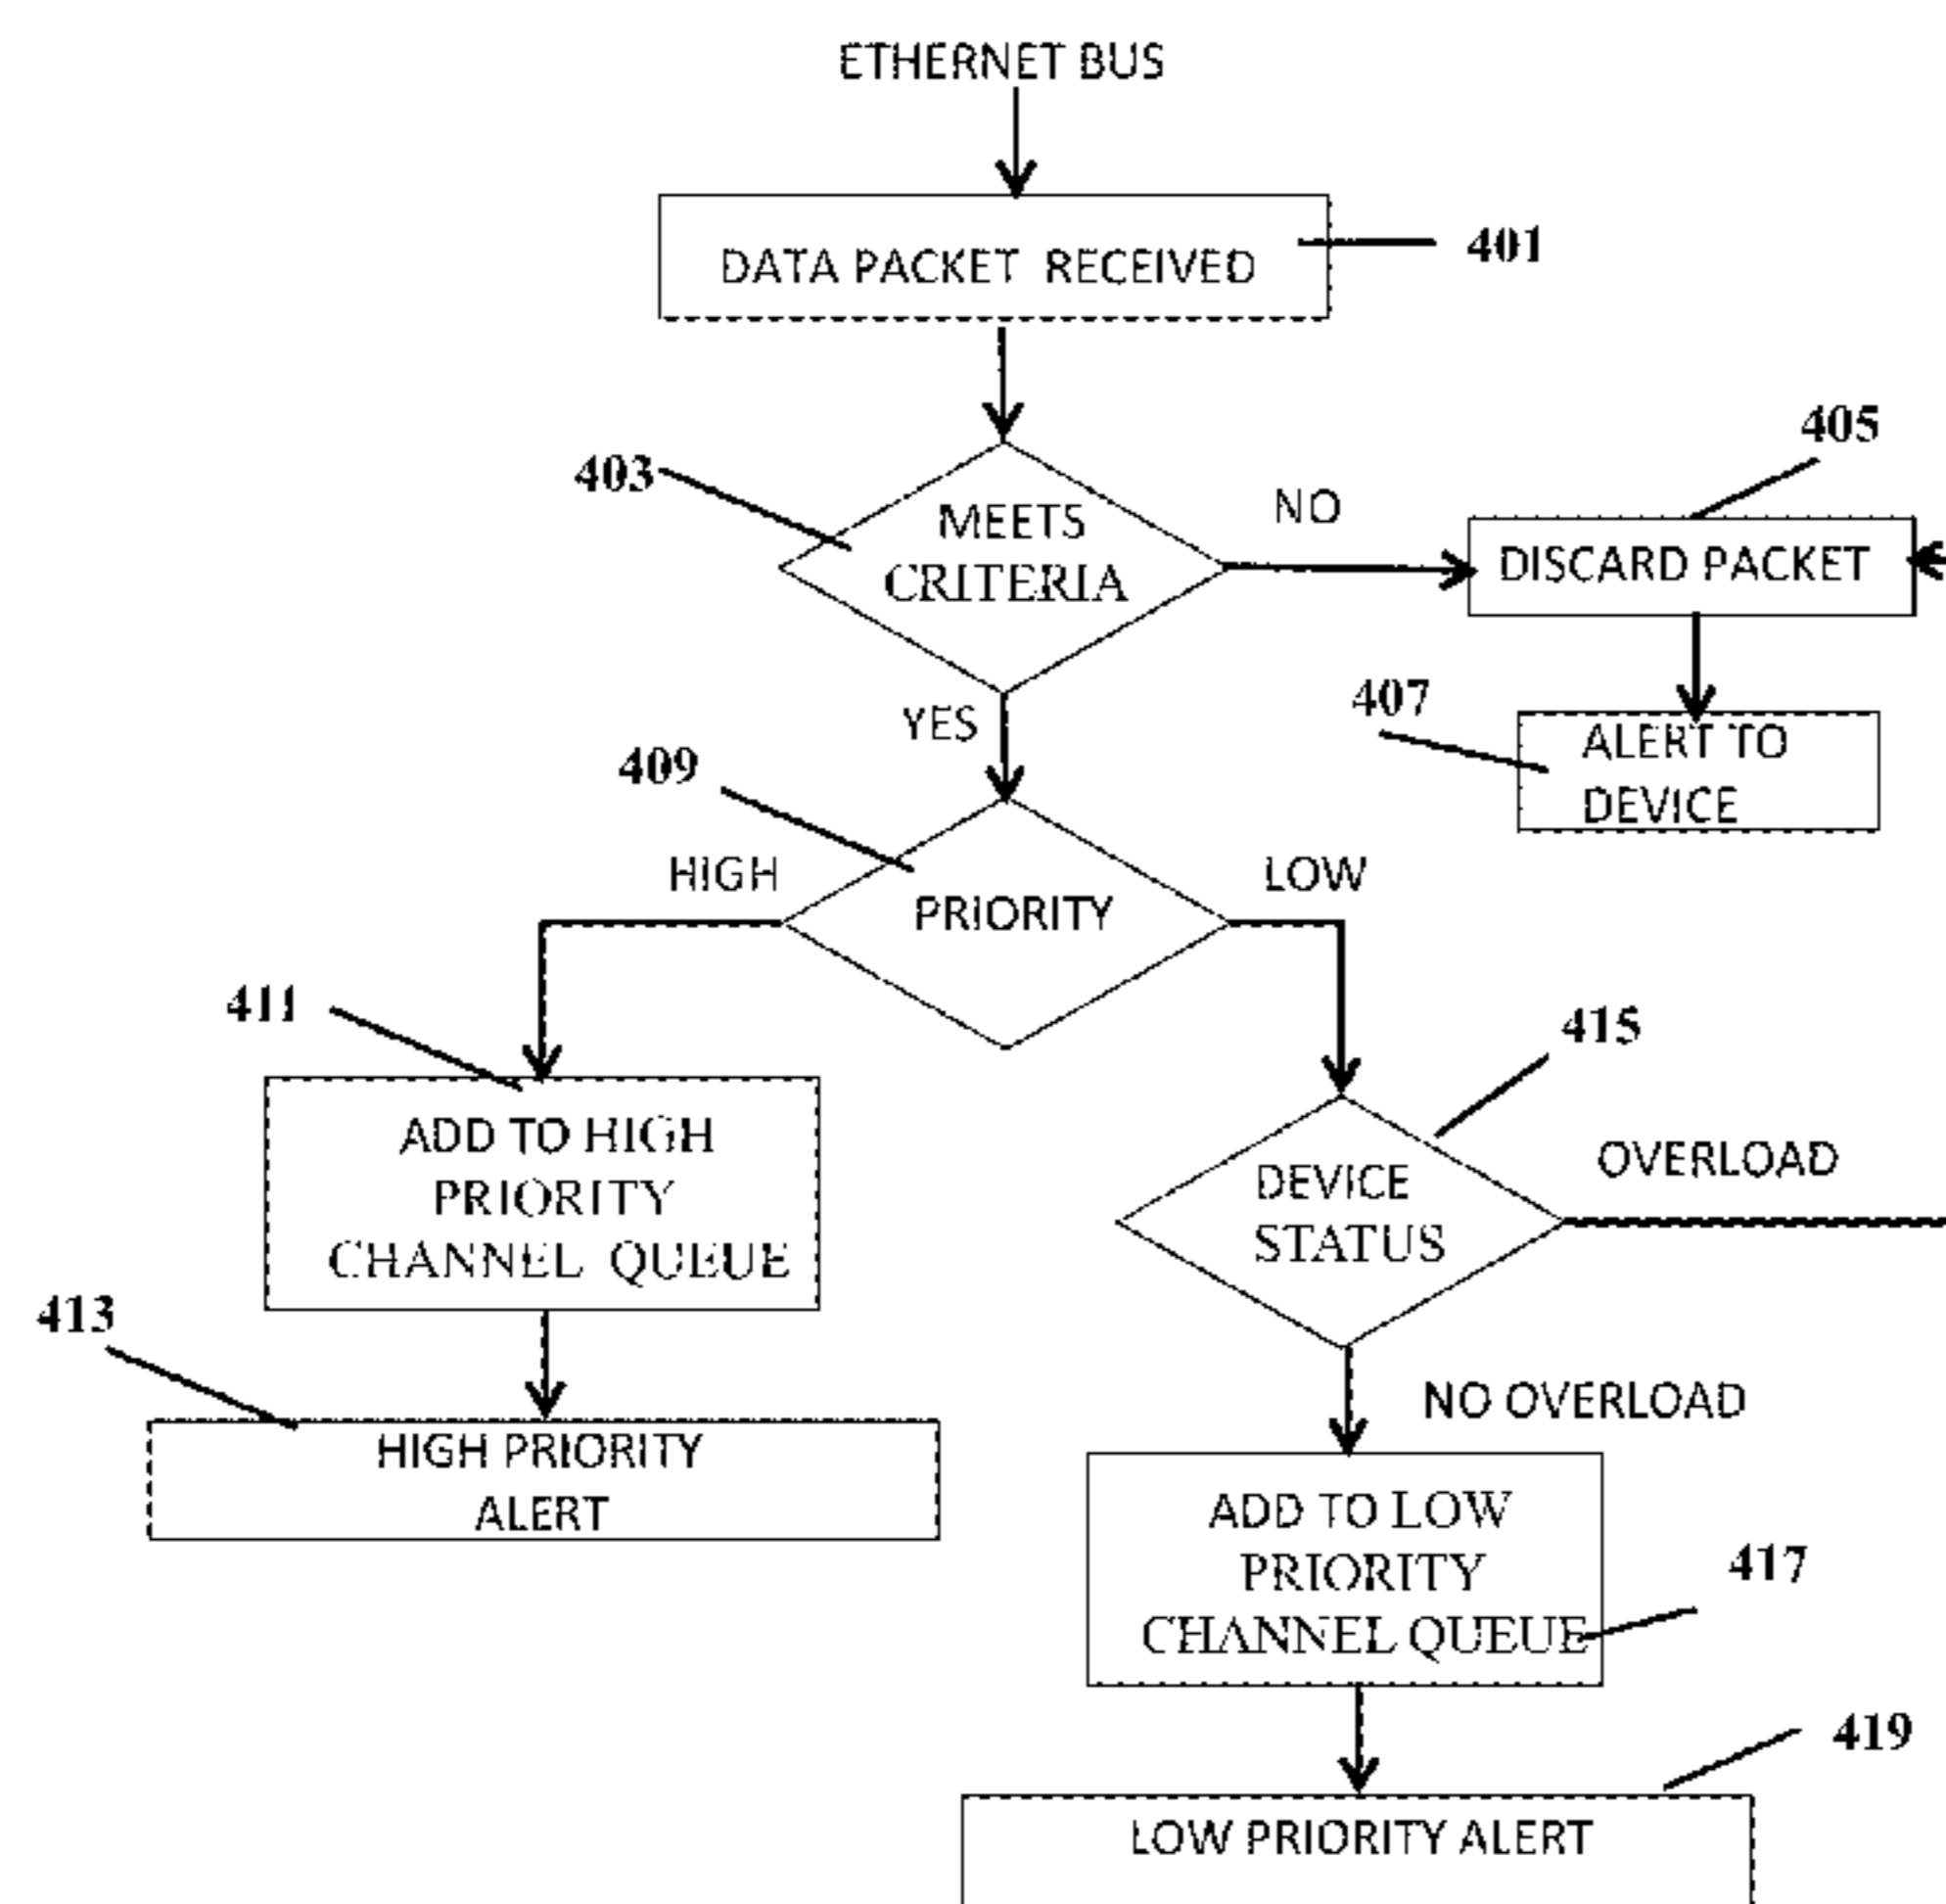 ETHERNET BUS
DATA PACKET RECEIVED
401
403
MEETS
CRITERIA
NO
405
DISCARD PACKET
YES
407
ALERT TO
DEVICE
409
HIGH
PRIORITY
LOW
411
ADD TO HIGH
PRIORITY
CHANNEL QUEUE
415
DEVICE
STATUS
OVERLOAD
413
HIGH PRIORITY
ALERT
NO OVERLOAD
ADD TO LOW
PRIORITY
CHANNEL QUEUE
417
419
LOW PRIORITY ALERT